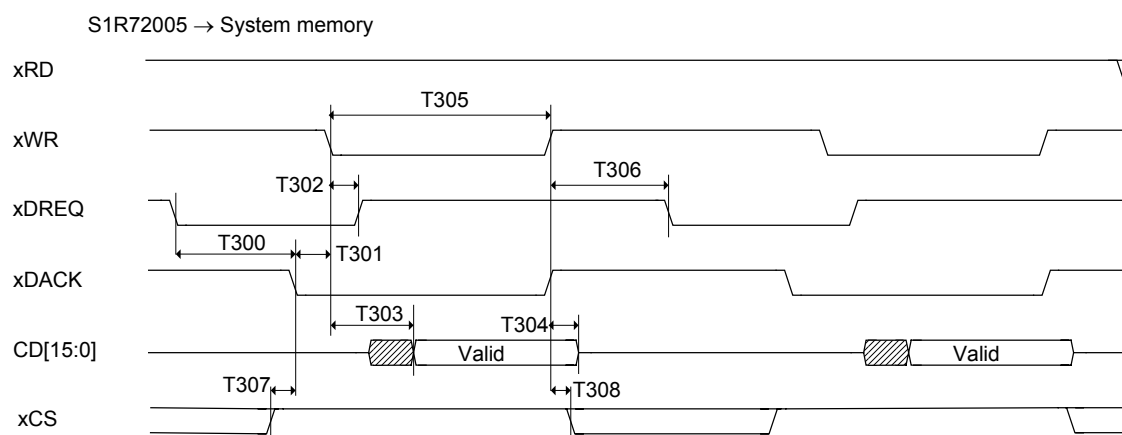 S1R72005 → System memory
xRD
T305
xWR
T302
T306
xDREQ
T300
T301
xDACK
T303
T304
CD[15:0]
Valid
Valid
T307
T308
xCS